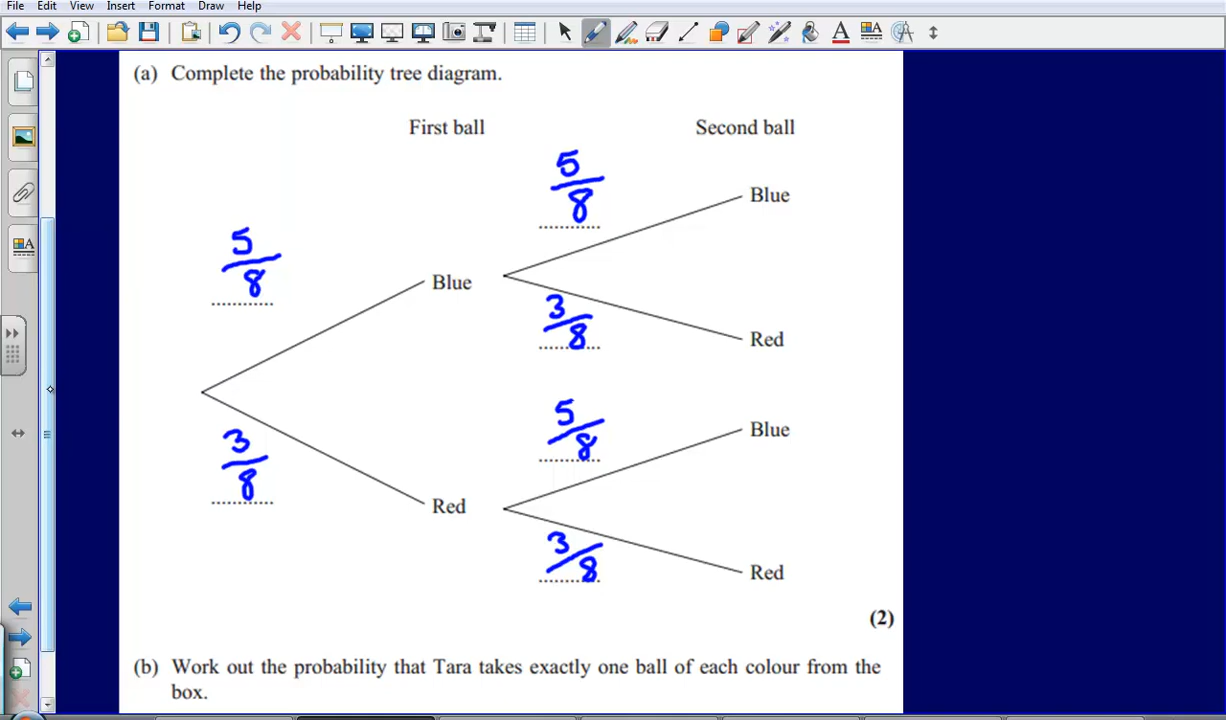 File Edit View Insert Format Draw Help
(a) Complete the probability tree diagram.
First ball Second ball
5/8
Blue
5/8
Blue
3/8
Red
5/8
Blue
3/8
Red
3/8
Red
(2)
(b) Work out the probability that Tara takes exactly one ball of each colour from the
box.